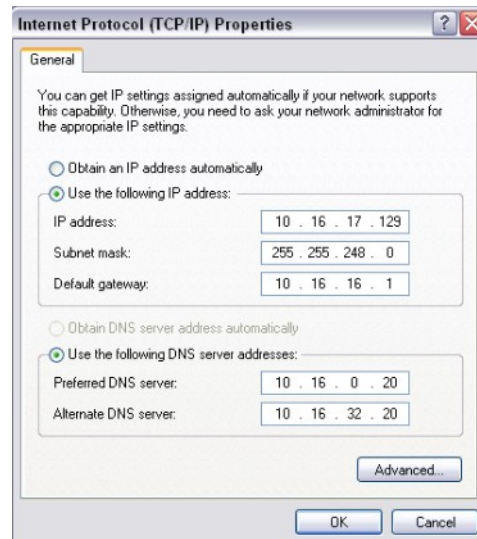 Internet Protocol (TCP/IP) Properties
General
You can get IP settings assigned automatically if your network supports
this capability. Otherwise, you need to ask your network administrator for
the appropriate IP settings.
Obtain an IP address automatically
Use the following IP address:
IP address: 10 . 16 . 17 . 129
Subnet mask: 255 . 255 . 248 . 0
Default gateway: 10 . 16 . 16 . 1
Obtain DNS server address automatically
Use the following DNS server addresses:
Preferred DNS server: 10 . 16 . 0 . 20
Alternate DNS server: 10 . 16 . 32 . 20
Advanced...
OK Cancel